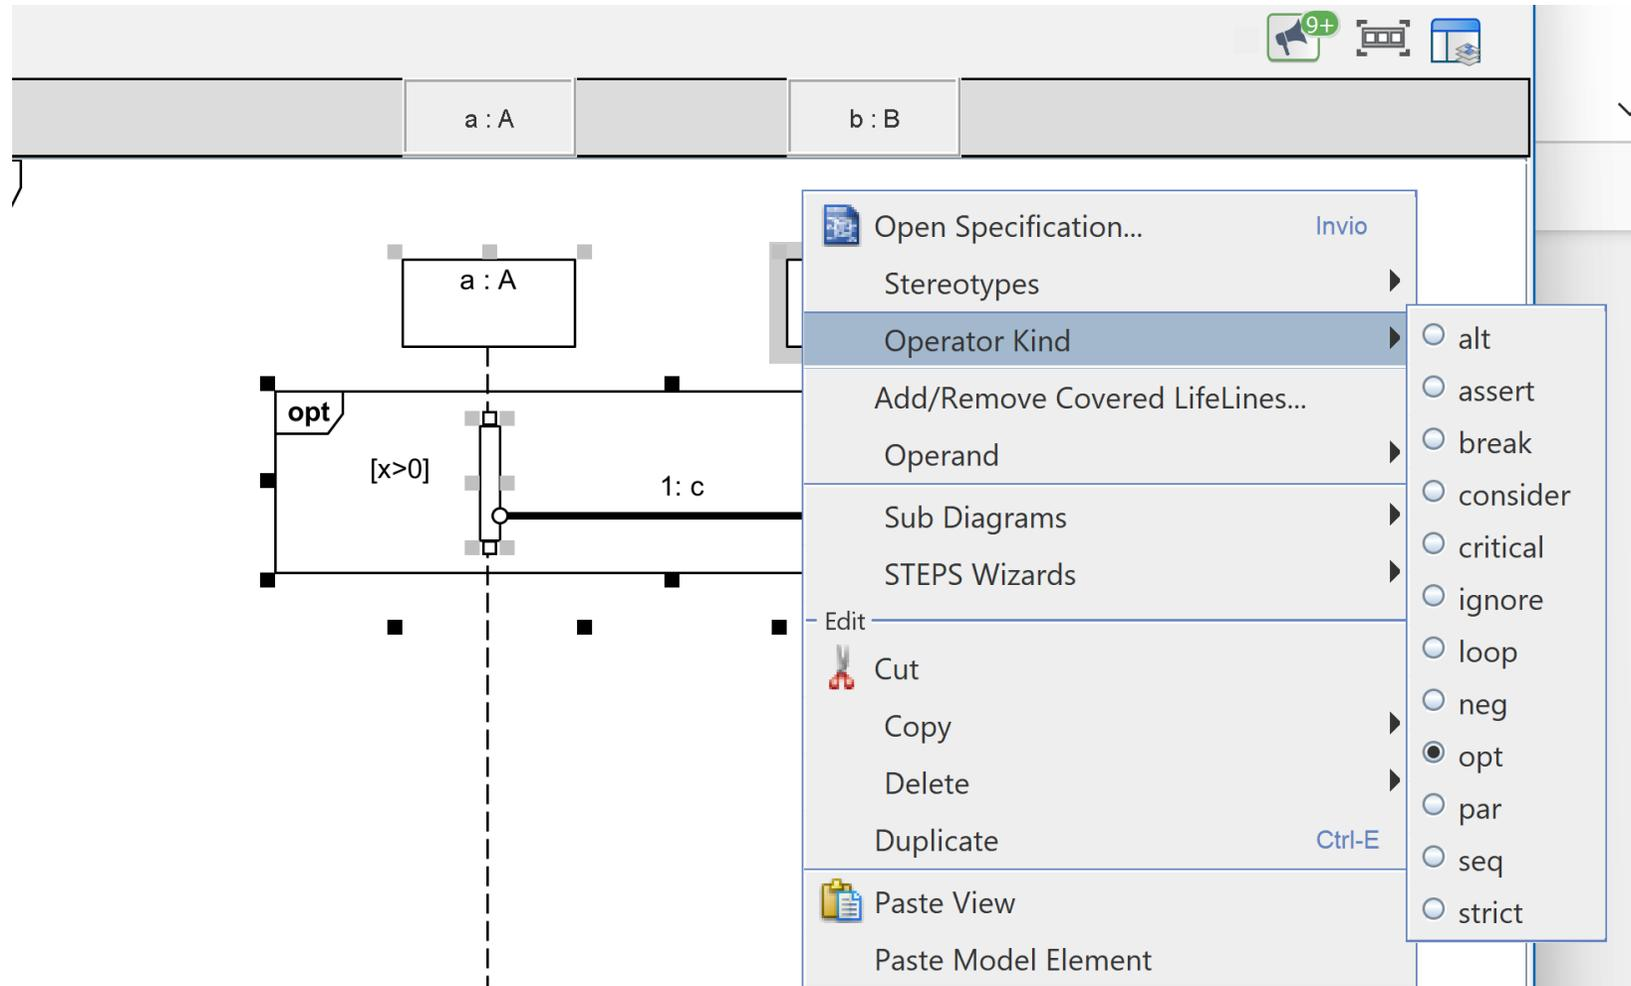 9+
a : A
b : B
a : A
opt
[x>0]
1: c
Open Specification... Invio
Stereotypes
Operator Kind
Add/Remove Covered LifeLines...
Operand
Sub Diagrams
STEPS Wizards
Edit
Cut
Copy
Delete
Duplicate Ctrl-E
Paste View
Paste Model Element
alt
assert
break
consider
critical
ignore
loop
neg
opt
par
seq
strict